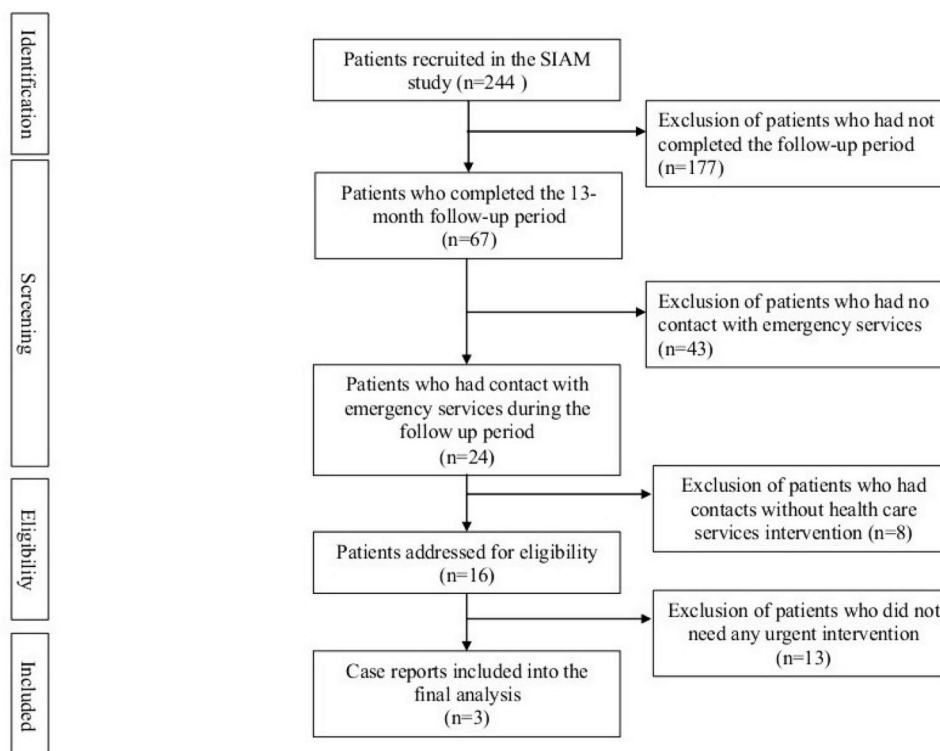 Identification
Patients recruited in the SIAM
study (n=244 )
Exclusion of patients who had not
completed the follow-up period
(n=177)
Screening
Patients who completed the 13-
month follow-up period
(n=67)
Exclusion of patients who had no
contact with emergency services
(n=43)
Patients who had contact with
emergency services during the
follow up period
(n=24)
Eligibility
Exclusion of patients who had
contacts without health care
services intervention (n=8)
Patients addressed for eligibility
(n=16)
Exclusion of patients who did not
need any urgent intervention
(n=13)
Included
Case reports included into the
final analysis
(n=3)